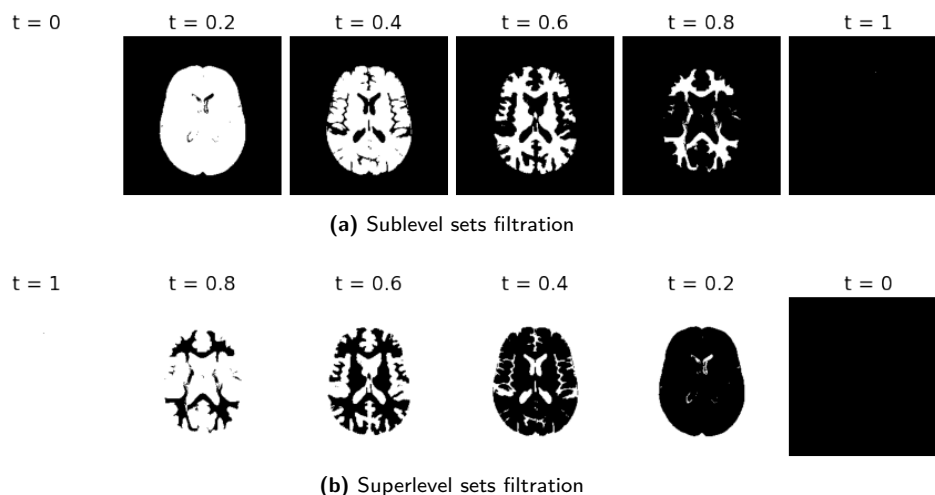 t = 0 t = 0.2 t = 0.4 t = 0.6 t = 0.8 t = 1
(a) Sublevel sets filtration
t = 1 t = 0.8 t = 0.6 t = 0.4 t = 0.2 t = 0
(b) Superlevel sets filtration